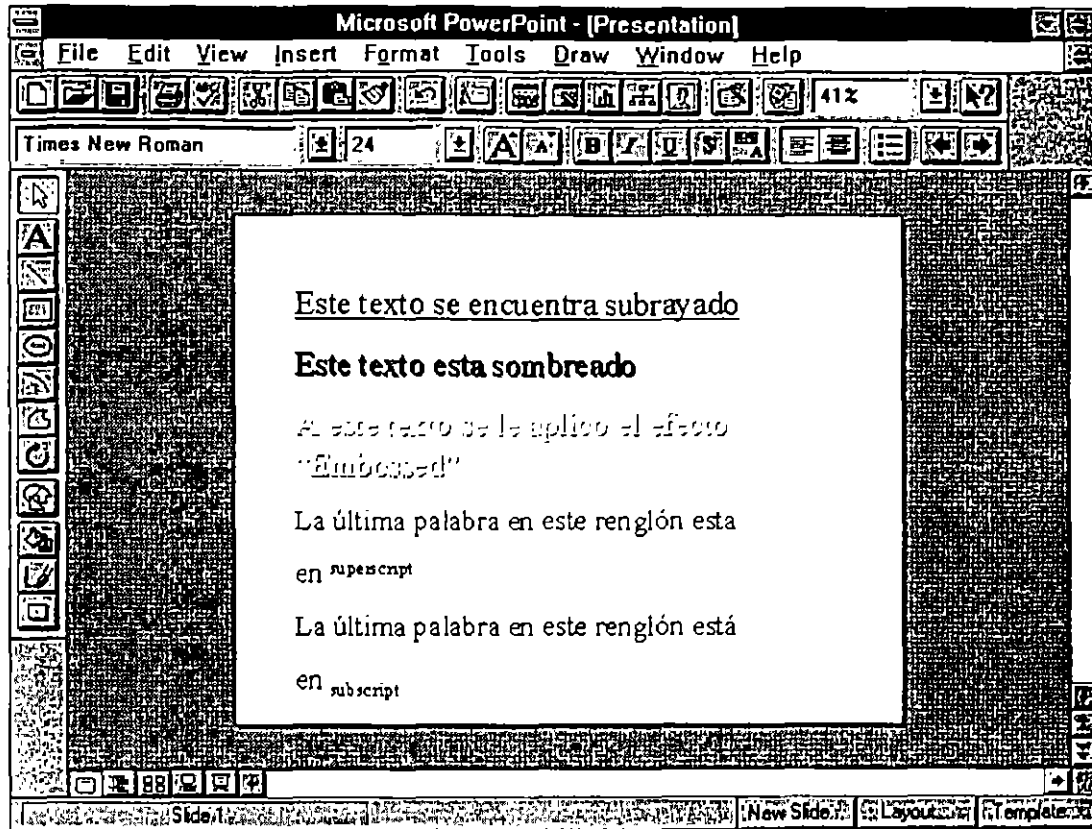 Microsoft PowerPoint - [Presentation]
File Edit View Insert Format Tools Draw Window Help
41%
Times New Roman 24
Este texto se encuentra subrayado
Este texto esta sombreado
A este texto se le aplico el efecto
"Embossed"
La última palabra en este renglón esta
en superscript
La última palabra en este renglón está
en subscript
Slide 1 New Slide... Layout... Template...